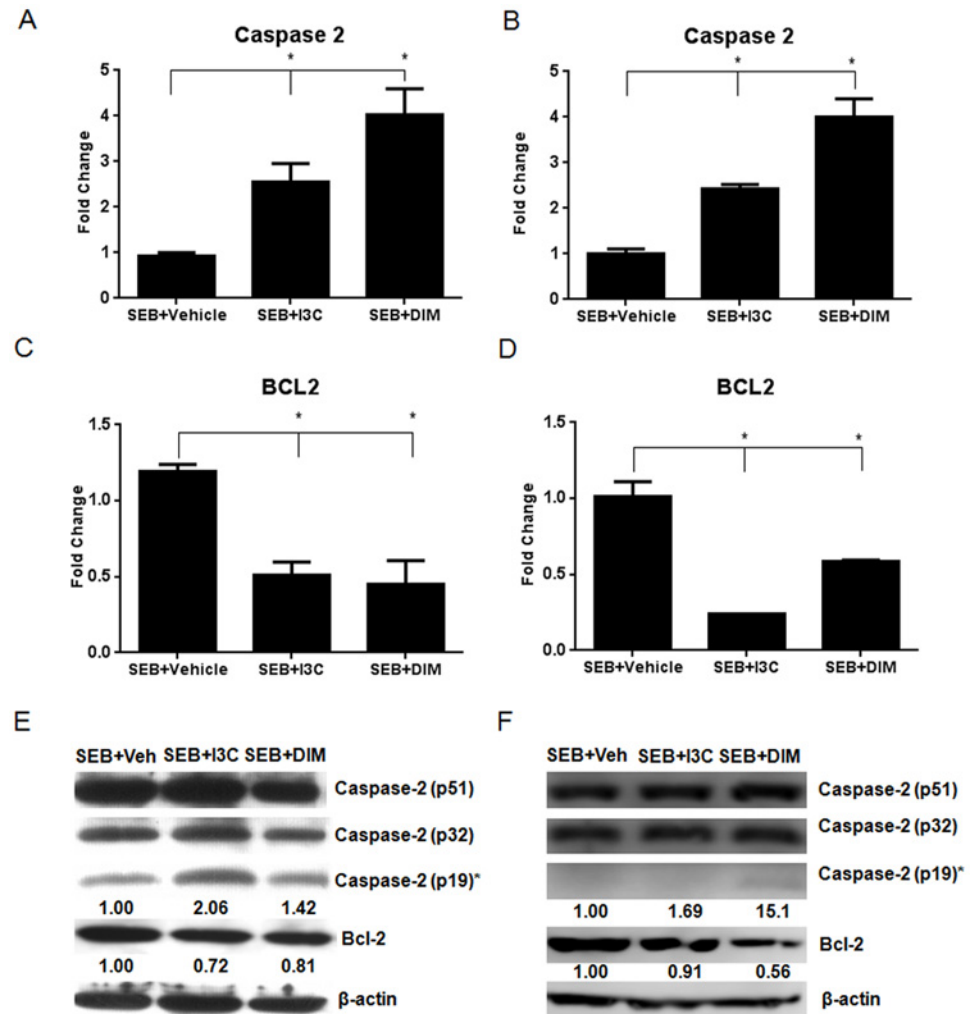 A
Caspase 2
* *
Fold Change
5
4
3
2
1
0
SEB+Vehicle SEB+I3C SEB+DIM
B
Caspase 2
* *
Fold Change
5
4
3
2
1
0
SEB+Vehicle SEB+I3C SEB+DIM
C
BCL2
* *
Fold Change
1.5
1.0
0.5
0.0
SEB+Vehicle SEB+I3C SEB+DIM
D
BCL2
* *
Fold Change
1.5
1.0
0.5
0.0
SEB+Vehicle SEB+I3C SEB+DIM
E
SEB+Veh SEB+I3C SEB+DIM
Caspase-2 (p51)
Caspase-2 (p32)
Caspase-2 (p19)*
1.00 2.06 1.42
Bcl-2
1.00 0.72 0.81
β-actin
F
SEB+Veh SEB+I3C SEB+DIM
Caspase-2 (p51)
Caspase-2 (p32)
Caspase-2 (p19)*
1.00 1.69 15.1
Bcl-2
1.00 0.91 0.56
β-actin